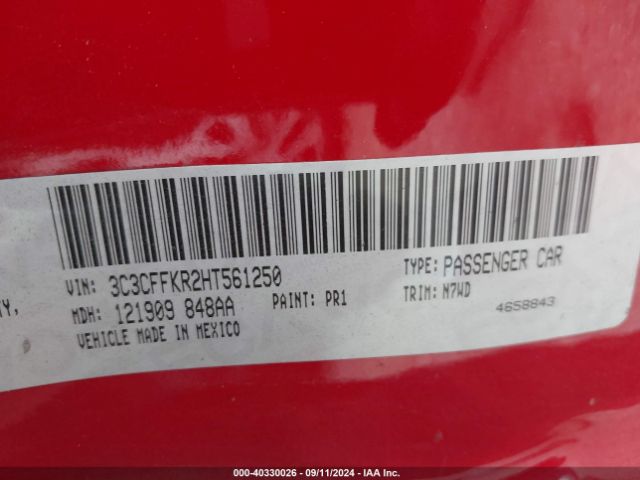 VIN: 3C3CFFKR2HT561250
TYPE: PASSENGER CAR
TY,
MDH: 121909 848AA
PAINT: PR1
TRIM: N7WD
4658843
VEHICLE MADE IN MEXICO
000-40330026 - 09/11/2024 - IAA Inc.